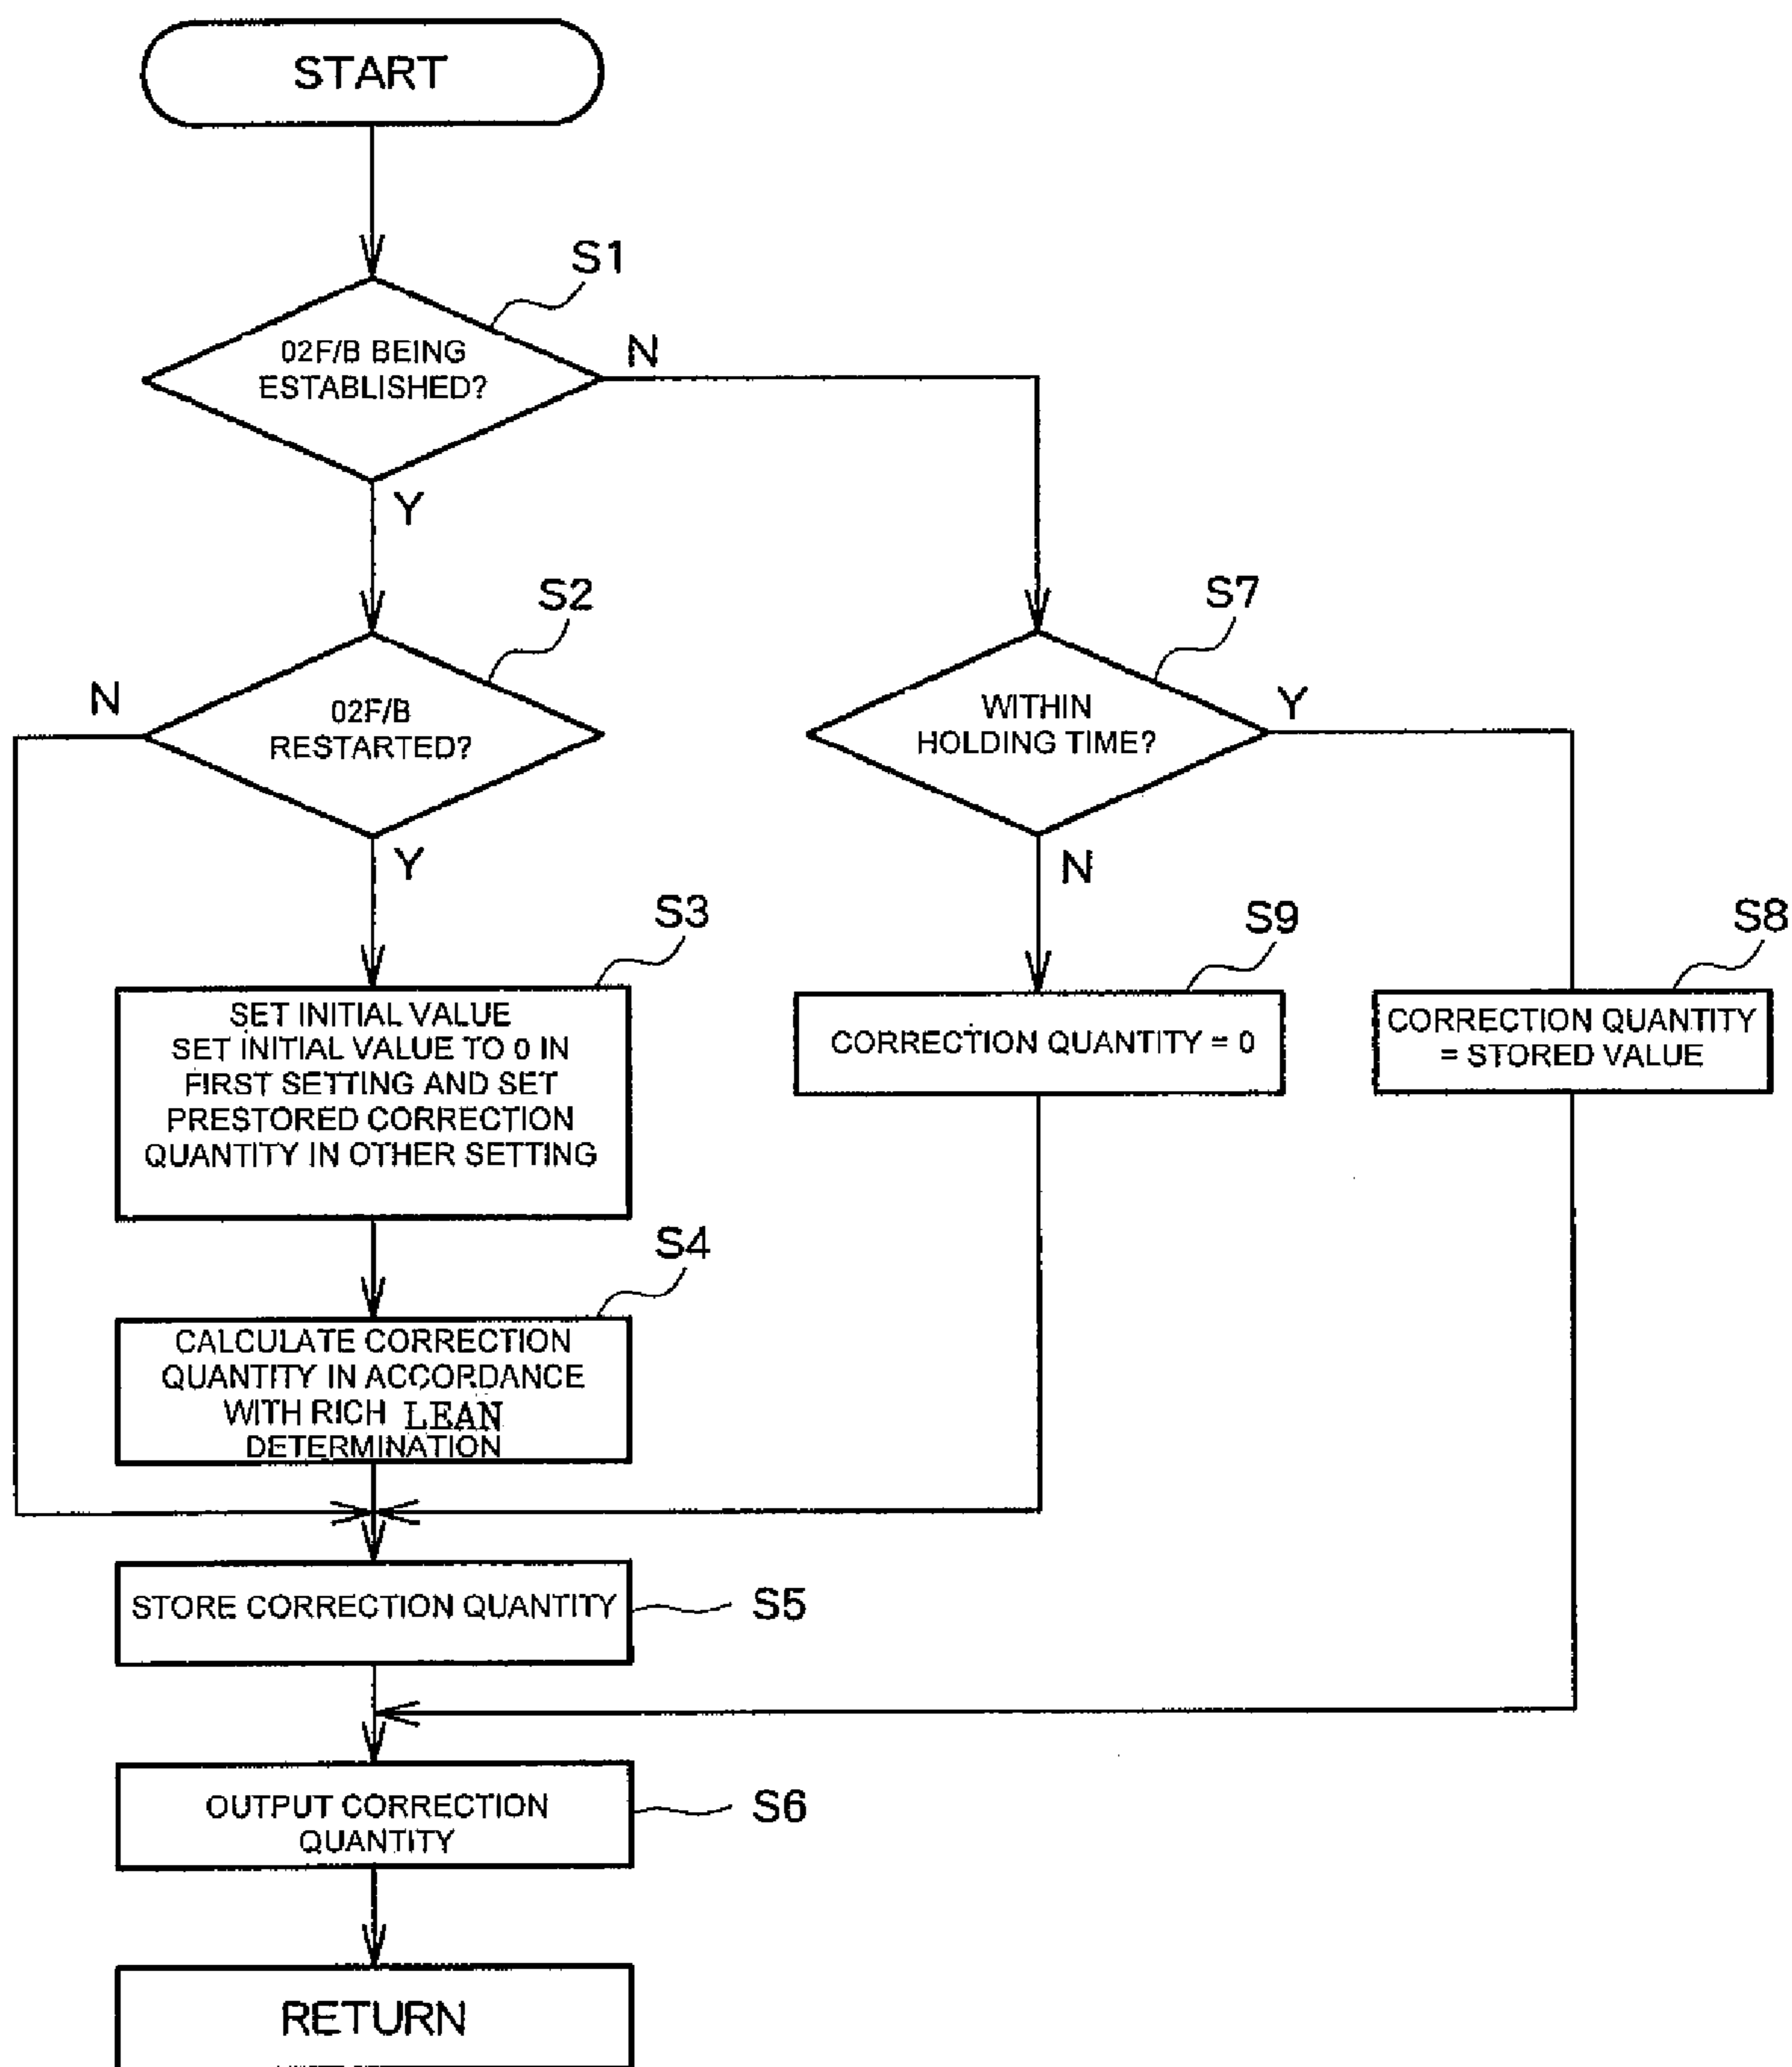 START
S1
02F/B BEING
ESTABLISHED?
N
Y
S2
02F/B
RESTARTED?
N
Y
S7
WITHIN
HOLDING TIME?
Y
N
S3
SET INITIAL VALUE
SET INITIAL VALUE TO 0 IN
FIRST SETTING AND SET
PRESTORED CORRECTION
QUANTITY IN OTHER SETTING
S9
CORRECTION QUANTITY = 0
S8
CORRECTION QUANTITY
= STORED VALUE
S4
CALCULATE CORRECTION
QUANTITY IN ACCORDANCE
WITH RICH LEAN
DETERMINATION
STORE CORRECTION QUANTITY
S5
OUTPUT CORRECTION
QUANTITY
S6
RETURN